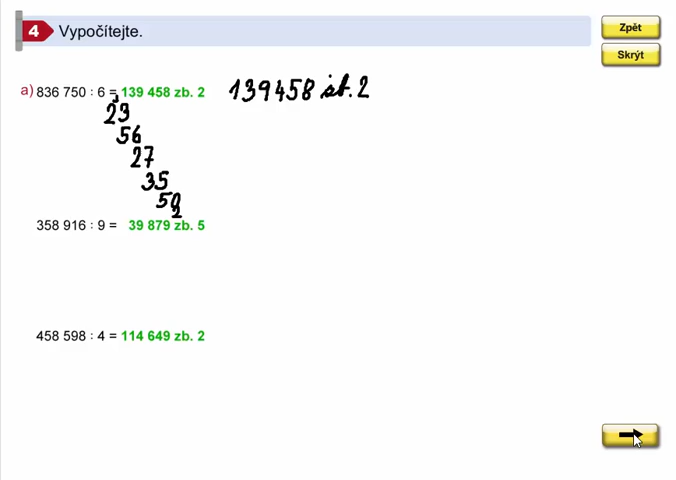 4 Vypočítejte.
Zpět
Skrýt
a) 836 750 : 6 = 139 458 zb. 2 139458 zb. 2
23
56
27
35
50
2
358 916 : 9 = 39 879 zb. 5
458 598 : 4 = 114 649 zb. 2